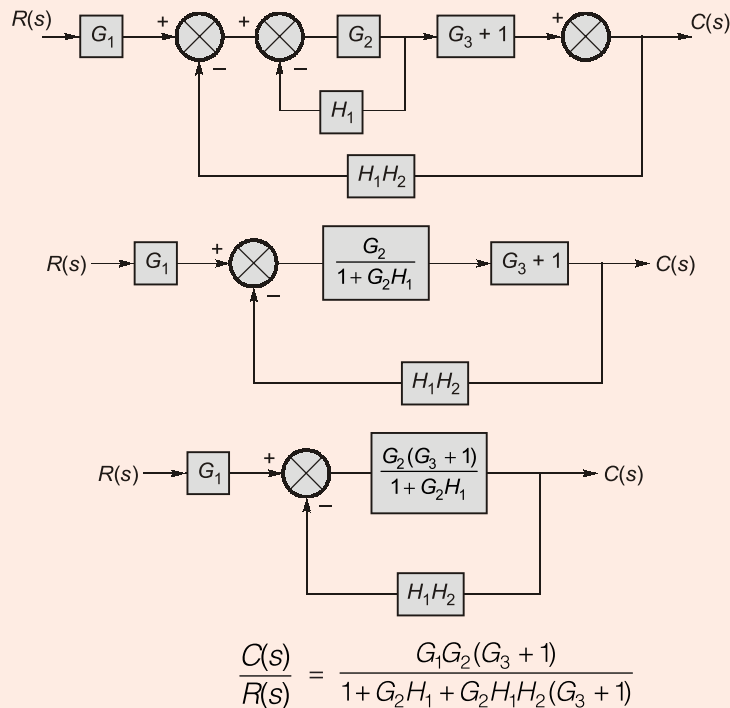 R(s) G₁ + − + − G₂ G₃ + 1 + C(s)
H₁
H₁H₂
R(s) G₁ + − G₂ / (1 + G₂H₁) G₃ + 1 C(s)
H₁H₂
R(s) G₁ + − G₂(G₃ + 1) / (1 + G₂H₁) C(s)
H₁H₂
C(s) / R(s) = G₁G₂(G₃ + 1) / (1 + G₂H₁ + G₂H₁H₂(G₃ + 1))